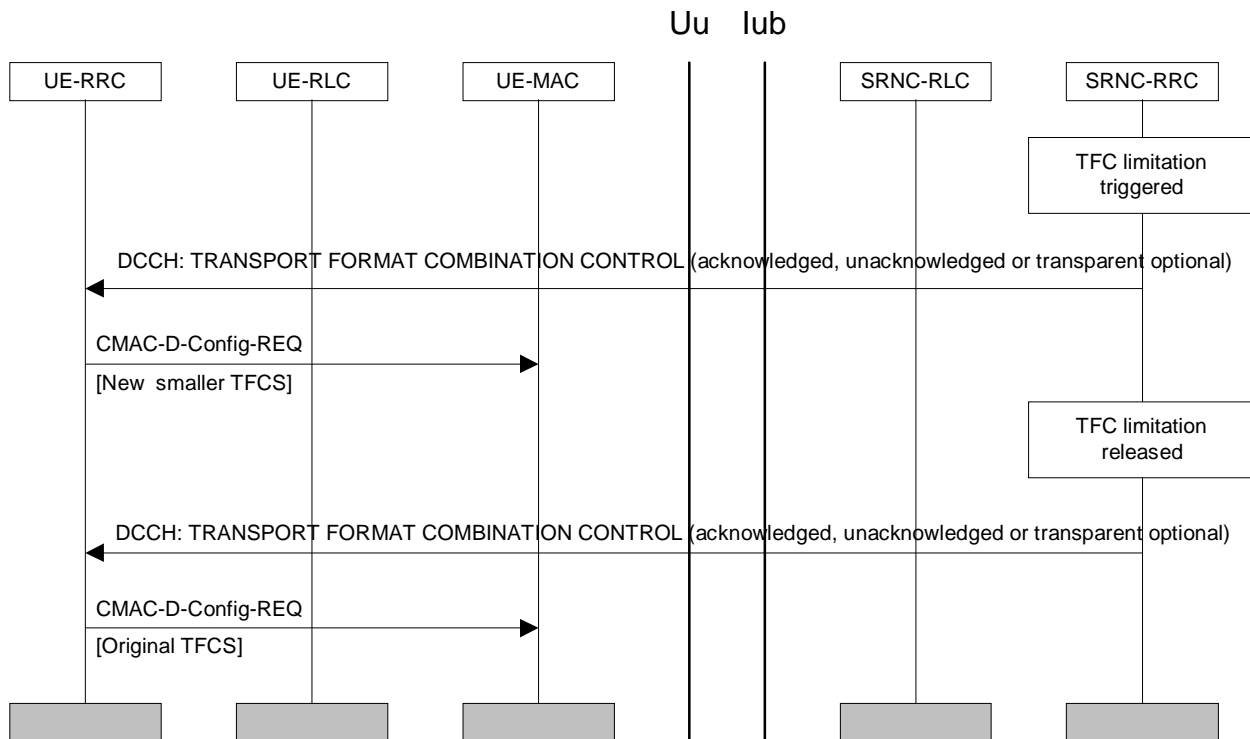 Uu Iub
UE-RRC UE-RLC UE-MAC SRNC-RLC SRNC-RRC
TFC limitation
triggered
DCCH: TRANSPORT FORMAT COMBINATION CONTROL (acknowledged, unacknowledged or transparent optional)
CMAC-D-Config-REQ
[New smaller TFCS]
TFC limitation
released
DCCH: TRANSPORT FORMAT COMBINATION CONTROL (acknowledged, unacknowledged or transparent optional)
CMAC-D-Config-REQ
[Original TFCS]